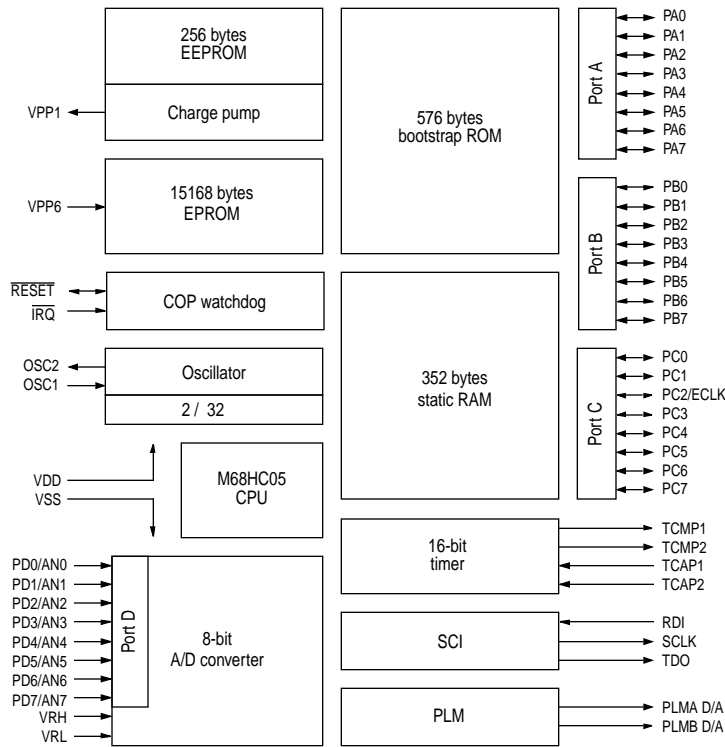 256 bytes
EEPROM
Charge pump
VPP1
15168 bytes
EPROM
VPP6
COP watchdog
RESET
IRQ
Oscillator
2 / 32
OSC2
OSC1
M68HC05
CPU
VDD
VSS
PD0/AN0
PD1/AN1
PD2/AN2
PD3/AN3
PD4/AN4
PD5/AN5
PD6/AN6
PD7/AN7
VRH
VRL
Port D
8-bit
A/D converter
576 bytes
bootstrap ROM
352 bytes
static RAM
16-bit
timer
SCI
PLM
Port A
PA0
PA1
PA2
PA3
PA4
PA5
PA6
PA7
Port B
PB0
PB1
PB2
PB3
PB4
PB5
PB6
PB7
Port C
PC0
PC1
PC2/ECLK
PC3
PC4
PC5
PC6
PC7
TCMP1
TCMP2
TCAP1
TCAP2
RDI
SCLK
TDO
PLMA D/A
PLMB D/A